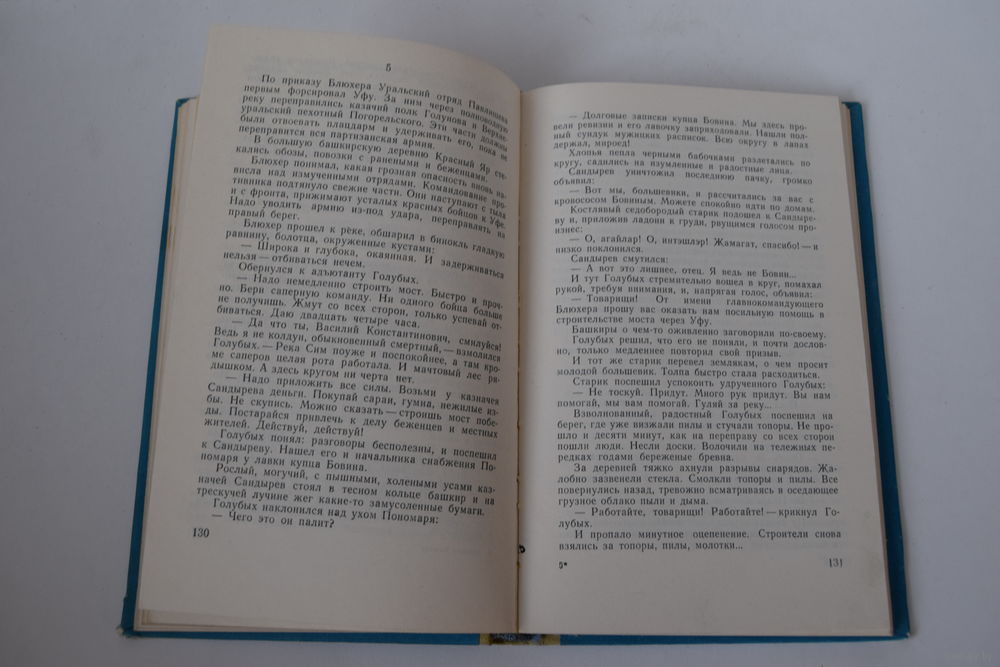 5
По приказу Блюхера Уральский отряд Павлищева
первым форсировал Уфу. За ним через полноводную
реку переправились казачий полк Голунова и Верхне-
уральский пехотный Погорельского. Эти части должны
были отвоевать плацдарм и удерживать его, пока не
переправится вся партизанская армия.
В большую башкирскую деревню Красный Яр сте-
кались обозы, повозки с ранеными и беженцами.
Блюхер понимал, какая грозная опасность вновь на-
висла над измученными отрядами. Командование про-
тивника подтянуло свежие части. Они наступают с тыла
и с фронта, прижимают усталых красных бойцов к Уфе.
Надо уводить армию из-под удара, переправлять на
правый берег.
Блюхер прошел к реке, обшарил в бинокль гладкую
равнину, болотца, окруженные кустами:
— Широка и глубока, окаянная. И задерживаться
нельзя — отбиваться нечем.
Обернулся к адъютанту Голубых.
— Надо немедленно строить мост. Быстро и проч-
но. Бери саперную команду. Ни одного бойца больше
не получишь. Жмут со всех сторон, только успевай от-
биваться. Даю двадцать четыре часа.
— Да что ты, Василий Константинович, смилуйся!
Ведь я не колдун, обыкновенный смертный, — взмолился
Голубых. — Река Сим поуже и поспокойнее, а там кро-
ме саперов целая рота работала. И мачтовый лес ря-
дышком. А здесь кругом ни черта нет.
— Надо приложить все силы. Возьми у казначея
Сандырева деньги. Покупай сараи, гумна, нежилые из-
бы. Не скупись. Можно сказать — строишь мост побе-
ды. Постарайся привлечь к делу беженцев и местных
жителей. Действуй, действуй!
Голубых понял: разговоры бесполезны, и поспешил
к Сандыреву. Нашел его и начальника снабжения По-
номаря у лавки купца Бовина.
Рослый, могучий, с пышными, холеными усами каз-
начей Сандырев стоял в тесном кольце башкир и на
трескучей лучине жег какие-то замусоленные бумаги.
Голубых наклонился над ухом Пономаря:
— Чего это он палит?
130
— Долговые записки купца Бовина. Мы здесь про-
вели ревизии и его лавочку заприходовали. Нашли пол-
ный сундук мужицких расписок. Всю округу в лапах
держал, мироед!
Хлопья пепла черными бабочками разлетались по
кругу, садились на изумленные и радостные лица.
Сандырев уничтожил последнюю пачку, громко
объявил:
— Вот мы, большевики, и рассчитались за вас с
кровососом Бовиным. Можете спокойно идти по домам.
Костлявый седобородый старик подошел к Сандыре-
ву и, приложив ладони к груди, рвущимся голосом про-
изнес:
— О, агайлар! О, интэшлэр! Жамагат, спасибо! — и
низко поклонился.
Сандырев смутился:
— А вот это лишнее, отец. Я ведь не Бовин...
И тут Голубых стремительно вошел в круг, помахал
рукой, требуя внимания, и, напрягая голос, объявил:
— Товарищи! От имени главнокомандующего
Блюхера прошу вас оказать нам посильную помощь в
строительстве моста через Уфу.
Башкиры о чем-то оживленно заговорили по-своему.
Голубых решил, что его не поняли, и почти дослов-
но, только медленнее повторил свой призыв.
И тот же старик перевел землякам, о чем просит
молодой большевик. Толпа быстро стала расходиться.
Старик поспешил успокоить удрученного Голубых:
— Не тоскуй. Придут. Много рук придут. Вы нам
помогай, мы вам помогай. Гуляй за реку...
Взволнованный, радостный Голубых поспешил на
берег, где уже визжали пилы и стучали топоры. Не про-
шло и десяти минут, как на переправу со всех сторон
пошли люди. Несли доски. Волочили на тележных пе-
редках годами береженые бревна.
За деревней тяжко ахнули разрывы снарядов. Жа-
лобно зазвенели стекла. Смолкли топоры и пилы. Все
повернулись назад, тревожно всматриваясь в оседающее
грузное облако пыли и дыма.
— Работайте, товарищи! Работайте! — крикнул Го-
лубых.
И пропало минутное оцепенение. Строители снова
взялись за топоры, пилы, молотки...
131